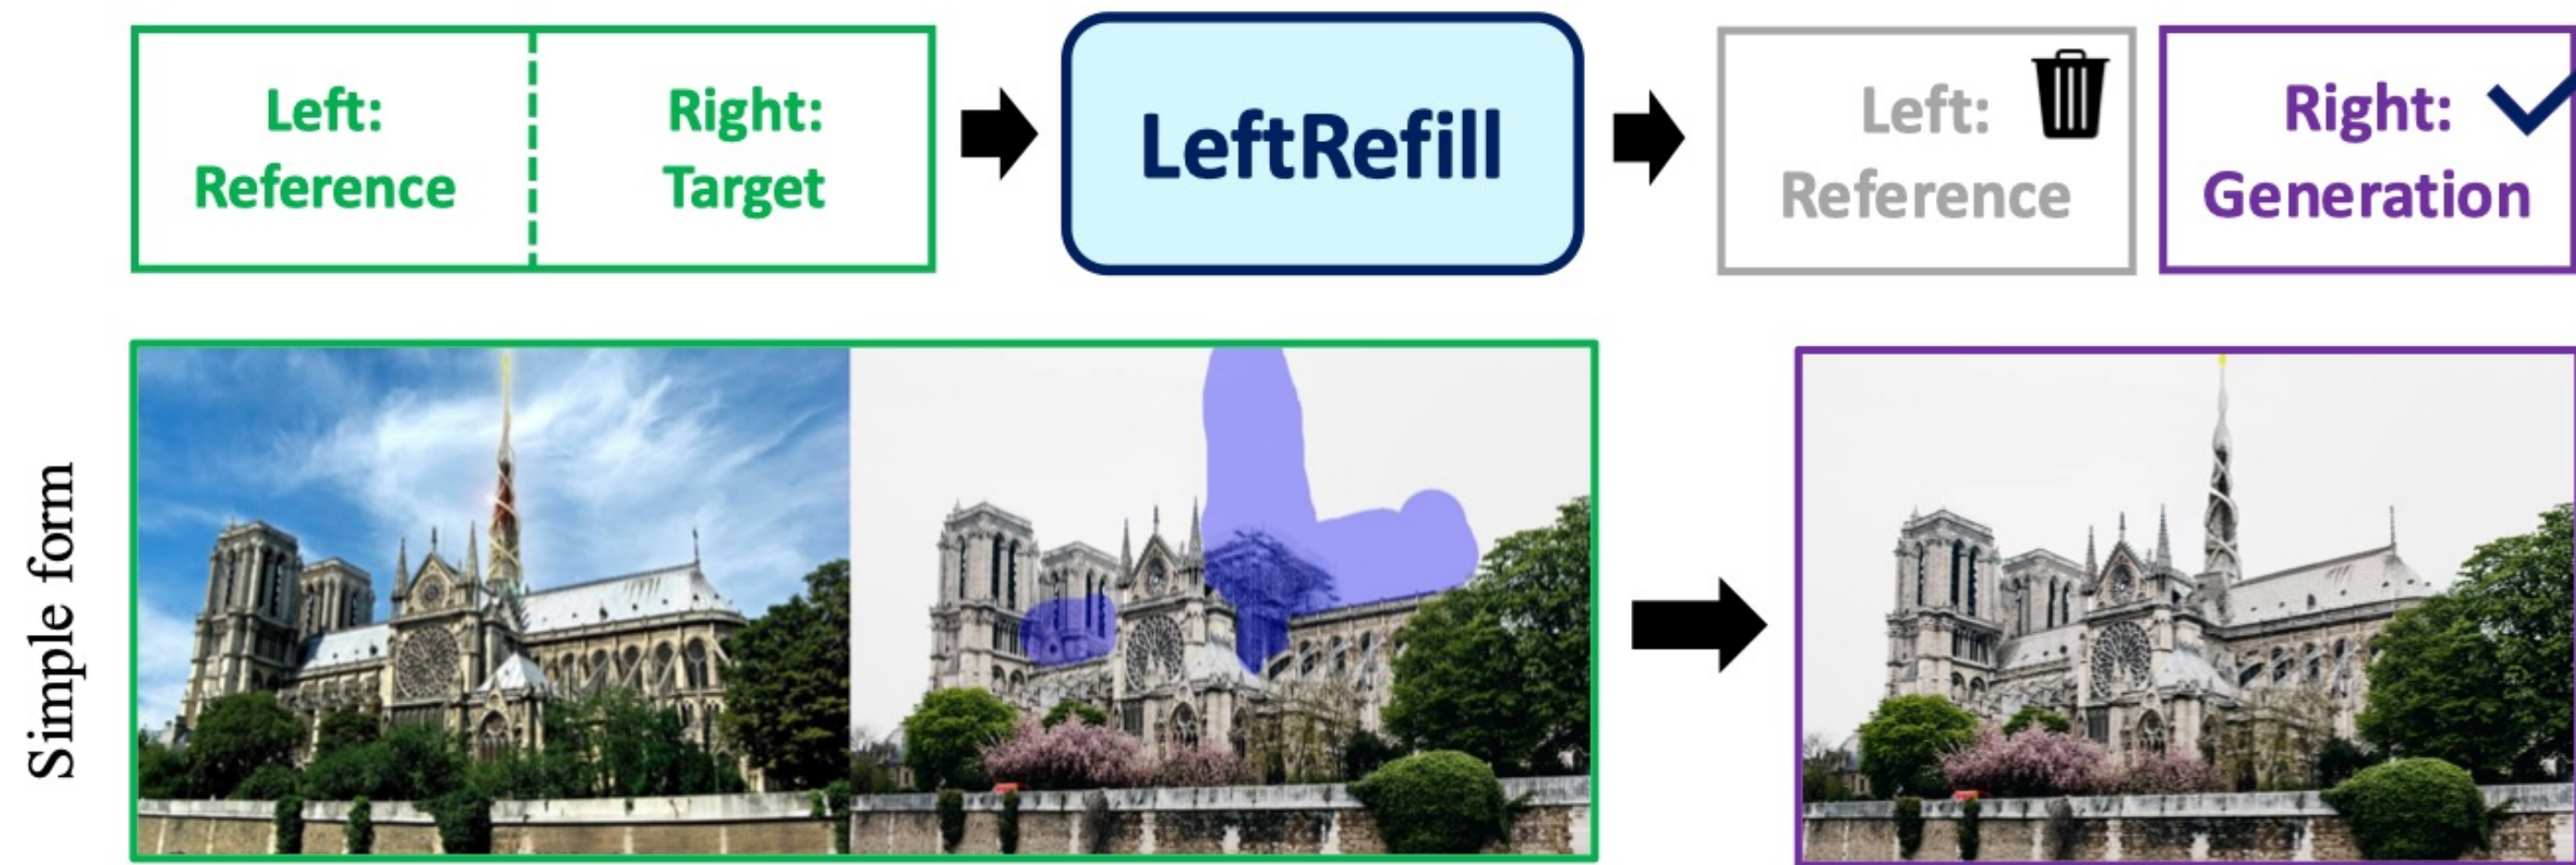 Left:
Reference
Right:
Target
LeftRefill
Left:
Reference
Right:
Generation
Simple form